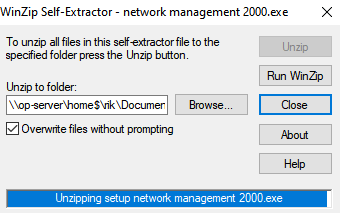 WinZip Self-Extractor - network management 2000.exe
To unzip all files in this self-extractor file to the
specified folder press the Unzip button.
Unzip
Run WinZip
Unzip to folder:
\\op-server\home$\rik\Documen
Browse...
Close
Overwrite files without prompting
About
Help
Unzipping setup network management 2000.exe